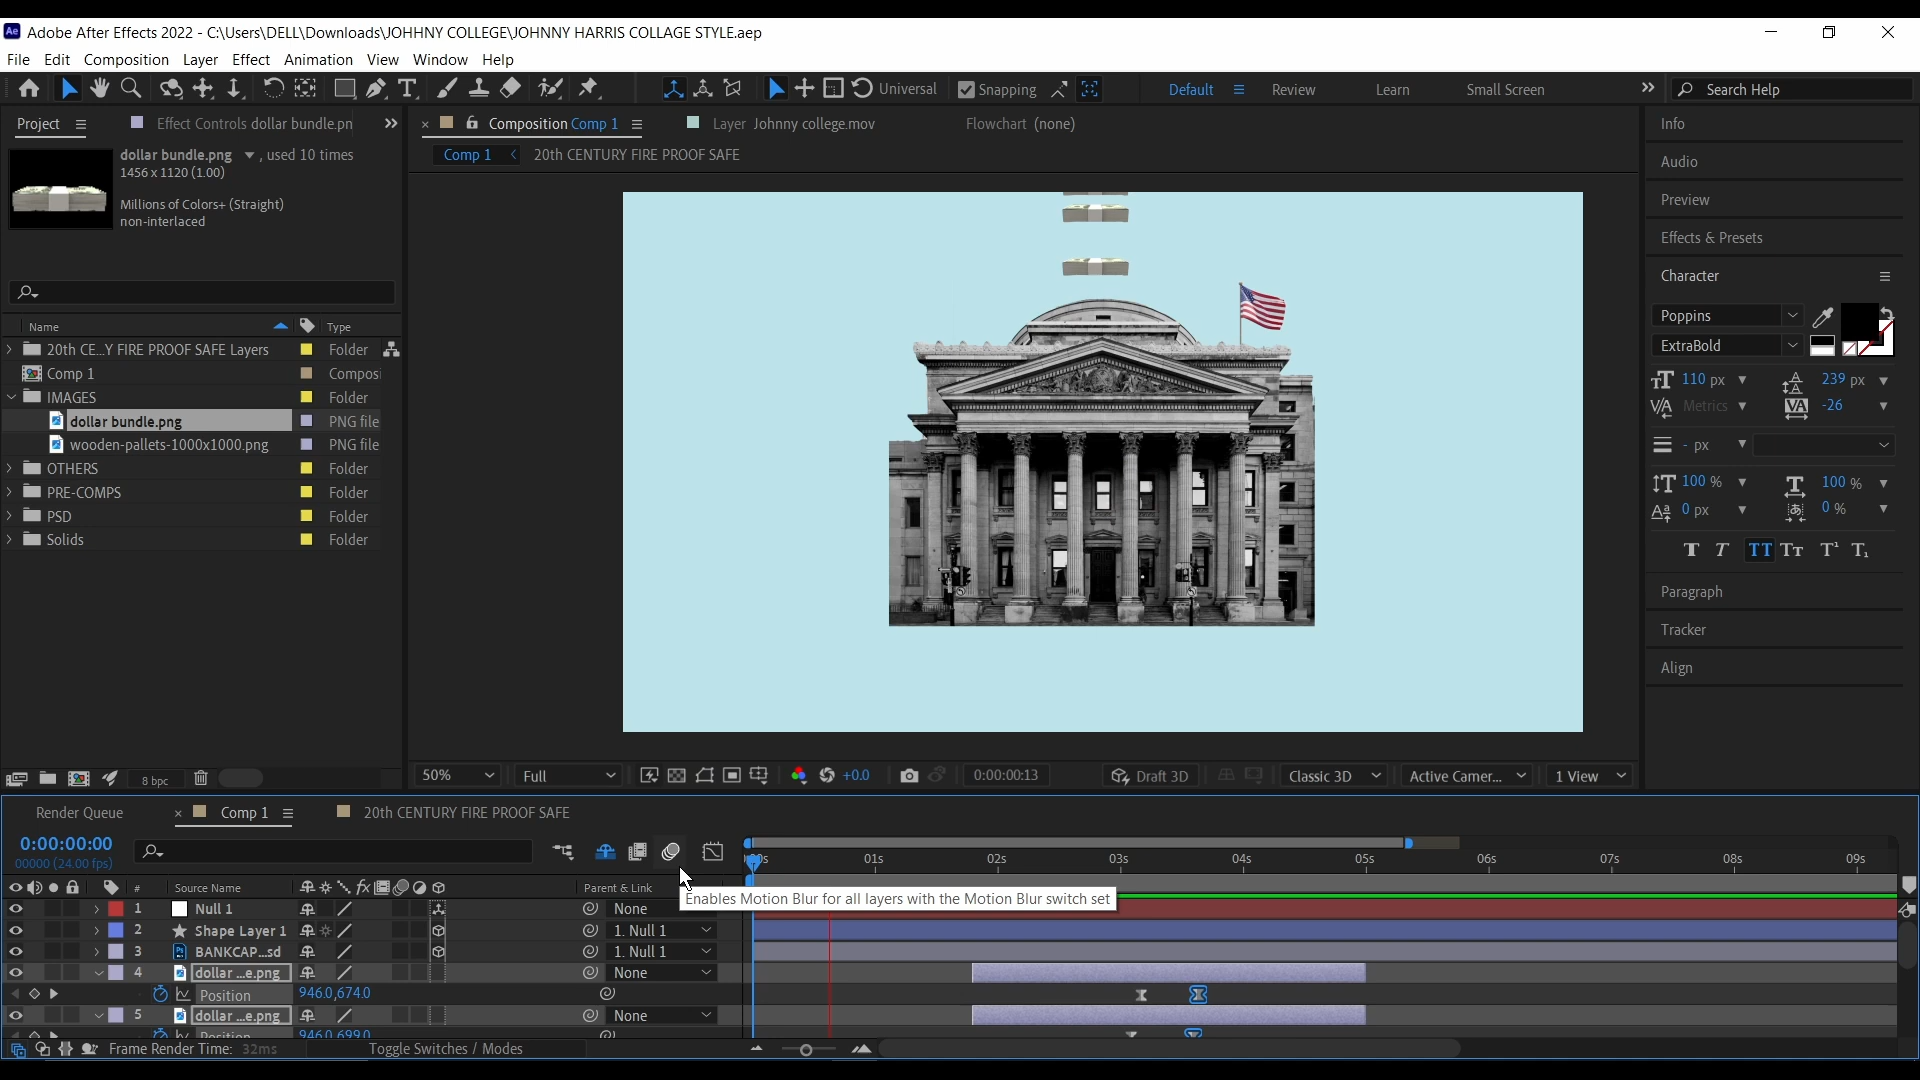 Ae Adobe After Effects 2022 - C:\Users\DELL\Downloads\JOHHNY COLLEGE\JOHNNY HARRIS COLLAGE STYLE.aep
File Edit Composition Layer Effect Animation View Window Help
Universal Snapping Default Review Learn Small Screen Search Help
Project Effect Controls dollar bundle.pn
Composition Comp 1 Layer Johnny college.mov Flowchart (none)
Comp 1 20th CENTURY FIRE PROOF SAFE
dollar bundle.png , used 10 times
1456 x 1120 (1.00)
Millions of Colors+ (Straight)
non-interlaced
Name Type
20th CE...Y FIRE PROOF SAFE Layers Folder
Comp 1 Composi
IMAGES Folder
dollar bundle.png PNG file
wooden-pallets-1000x1000.png PNG file
OTHERS Folder
PRE-COMPS Folder
PSD Folder
Solids Folder
8 bpc
50% Full +0.0 0:00:00:13 Draft 3D Classic 3D Active Camer... 1 View
Info
Audio
Preview
Effects & Presets
Character
Poppins
ExtraBold
110 px 239 px
Metrics -26
- px
100 % 100 %
0 px 0 %
Paragraph
Tracker
Align
Render Queue Comp 1 20th CENTURY FIRE PROOF SAFE
0:00:00:00
00000 (24.00 fps)
01s 02s 03s 04s 05s 06s 07s 08s 09s
# Source Name Parent & Link
Enables Motion Blur for all layers with the Motion Blur switch set
1 Null 1 None
2 Shape Layer 1 1. Null 1
3 BANKCAP...sd 1. Null 1
4 dollar ...e.png None
Position 946.0,674.0
5 dollar ...e.png None
Position 946.0,699.0
Frame Render Time: 32ms Toggle Switches / Modes